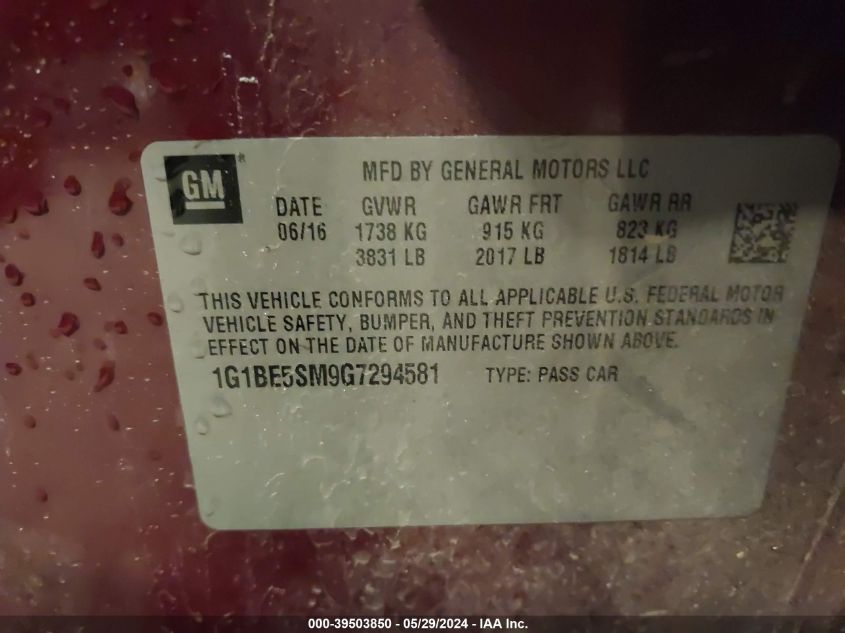 GM ®
MFD BY GENERAL MOTORS LLC
DATE GVWR GAWR FRT GAWR RR
06/16 1738 KG 915 KG 823 KG
3831 LB 2017 LB 1814 LB
THIS VEHICLE CONFORMS TO ALL APPLICABLE U.S. FEDERAL MOTOR
VEHICLE SAFETY, BUMPER, AND THEFT PREVENTION STANDARDS IN
EFFECT ON THE DATE OF MANUFACTURE SHOWN ABOVE.
1G1BE5SM9G7294581 TYPE: PASS CAR
000-39503850 - 05/29/2024 - IAA Inc.